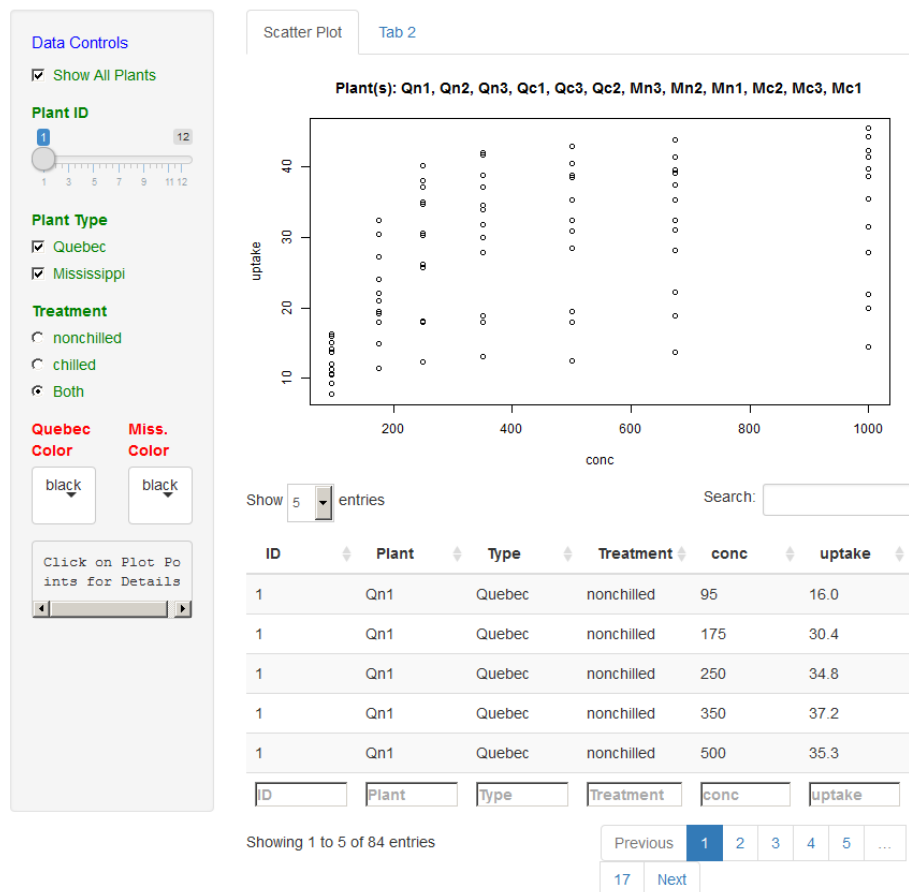 Data Controls
Show All Plants
Plant ID
1 12
1 3 5 7 9 11 12
Plant Type
Quebec
Mississippi
Treatment
nonchilled
chilled
Both
Quebec Color
Miss. Color
black
black
Click on Plot Po
ints for Details
Scatter Plot Tab 2
Plant(s): Qn1, Qn2, Qn3, Qc1, Qc3, Qc2, Mn3, Mn2, Mn1, Mc2, Mc3, Mc1
uptake
40
30
20
10
200 400 600 800 1000
conc
Show 5 entries
Search:
ID Plant Type Treatment conc uptake
1 Qn1 Quebec nonchilled 95 16.0
1 Qn1 Quebec nonchilled 175 30.4
1 Qn1 Quebec nonchilled 250 34.8
1 Qn1 Quebec nonchilled 350 37.2
1 Qn1 Quebec nonchilled 500 35.3
ID Plant Type Treatment conc uptake
Showing 1 to 5 of 84 entries
Previous 1 2 3 4 5 …
17 Next